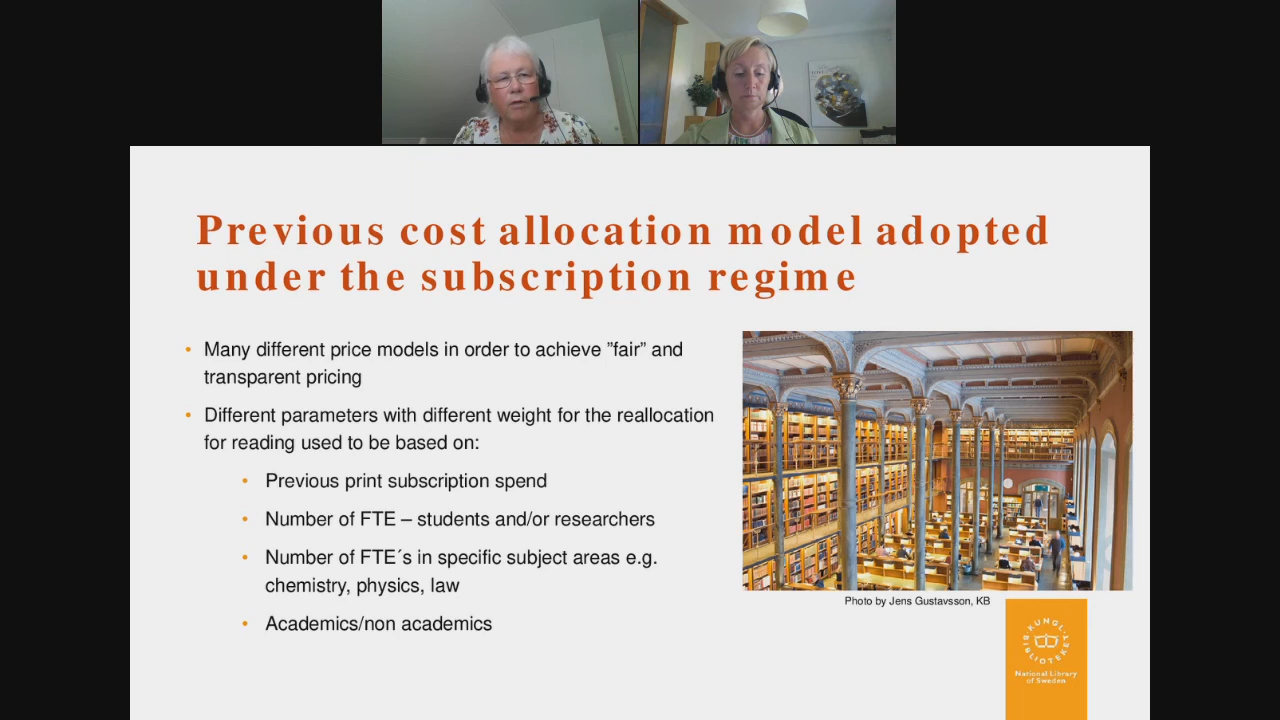 Previous cost allocation model adopted
under the subscription regime
• Many different price models in order to achieve ”fair” and
transparent pricing
• Different parameters with different weight for the reallocation
for reading used to be based on:
• Previous print subscription spend
• Number of FTE – students and/or researchers
• Number of FTE´s in specific subject areas e.g.
chemistry, physics, law
• Academics/non academics
Photo by Jens Gustavsson, KB
KUNGL·
BIBLIOTEKET
National Library
of Sweden